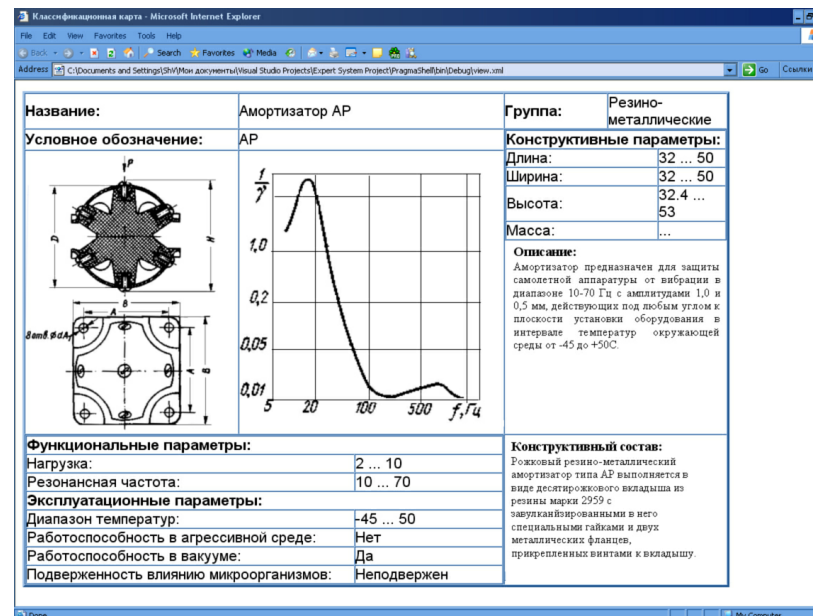 Классификационная карта - Microsoft Internet Explorer
File Edit View Favorites Tools Help
Back Search Favorites Media
Address C:\Documents and Settings\ShV\Мои документы\Visual Studio Projects\Expert System Project\PragmaShell\bin\Debug\view.xml Go Ссылки
Название: Амортизатор АР Группа: Резино-
металлические
Условное обозначение: АР Конструктивные параметры:
Длина: 32 ... 50
Ширина: 32 ... 50
Высота: 32.4 ...
53
Масса: ...
P
D
H
B
A
8 отв. ϕ d A₇
A
B
1/γ
1,0
0,2
0,05
0,01
5 20 100 500 f, Гц
Описание:
Амортизатор предназначен для защиты
самолетной аппаратуры от вибрации в
диапазоне 10-70 Гц с амплитудами 1,0 и
0,5 мм, действующих под любым углом к
плоскости установки оборудования в
интервале температур окружающей
среды от -45 до +50С.
Функциональные параметры:
Нагрузка: 2 ... 10
Резонансная частота: 10 ... 70
Эксплуатационные параметры:
Диапазон температур: -45 ... 50
Работоспособность в агрессивной среде: Нет
Работоспособность в вакууме: Да
Подверженность влиянию микроорганизмов: Неподвержен
Конструктивный состав:
Рожковый резино-металлический
амортизатор типа АР выполняется в
виде десятирожкового вкладыша из
резины марки 2959 с
завулканйзированными в него
специальными гайками и двух
металлических фланцев,
прикрепленных винтами к вкладышу.
Done My Computer